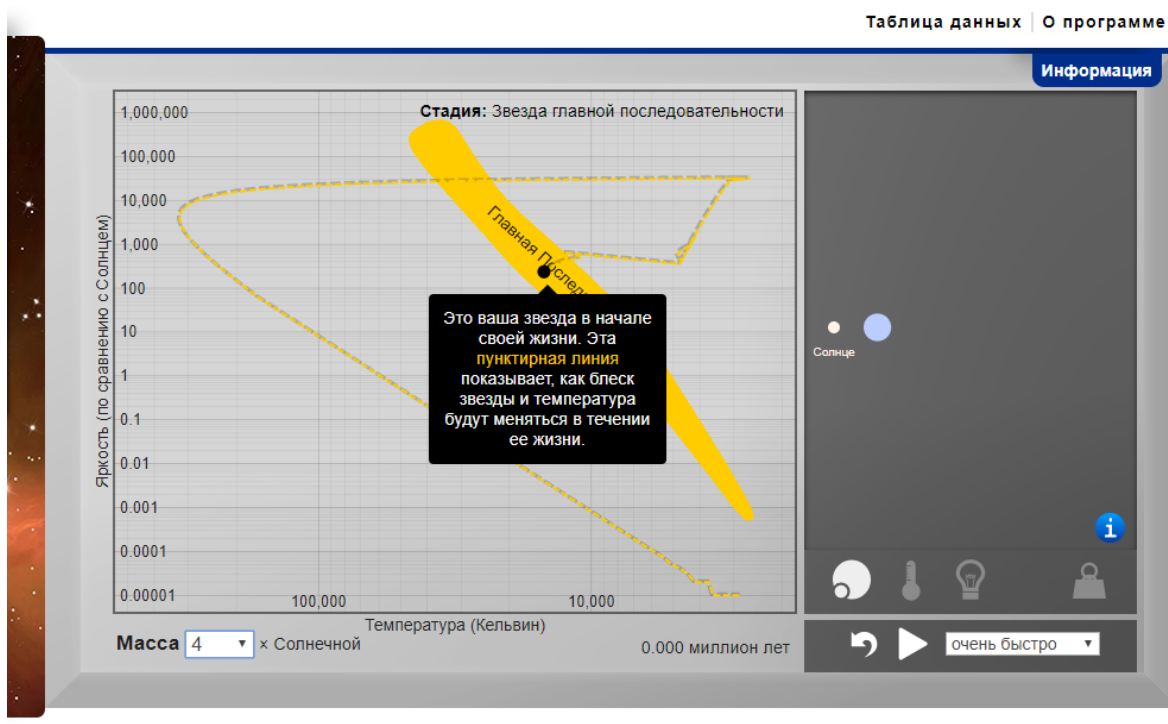 Таблица данных О программе
Информация
Стадия: Звезда главной последовательности
1,000,000
100,000
10,000
1,000
100
10
1
0.1
0.01
0.001
0.0001
0.00001
Яркость (по сравнению с Солнцем)
Главная
Это ваша звезда в начале
своей жизни. Эта
пунктирная линия
показывает, как блеск
звезды и температура
будут меняться в течении
ее жизни.
100,000 10,000
Температура (Кельвин)
Солнце
i
Масса 4 × Солнечной
0.000 миллион лет
очень быстро